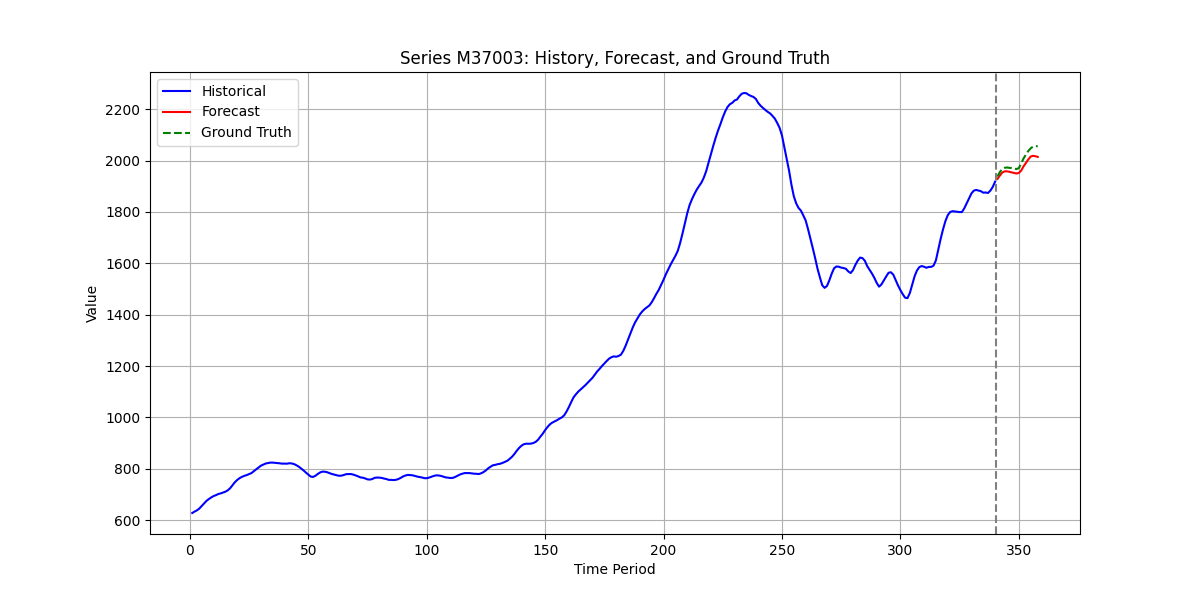 Series M37003: History, Forecast, and Ground Truth
Historical
Forecast
Ground Truth
2200
2000
1800
1600
1400
1200
1000
800
600
Value
0 50 100 150 200 250 300 350
Time Period